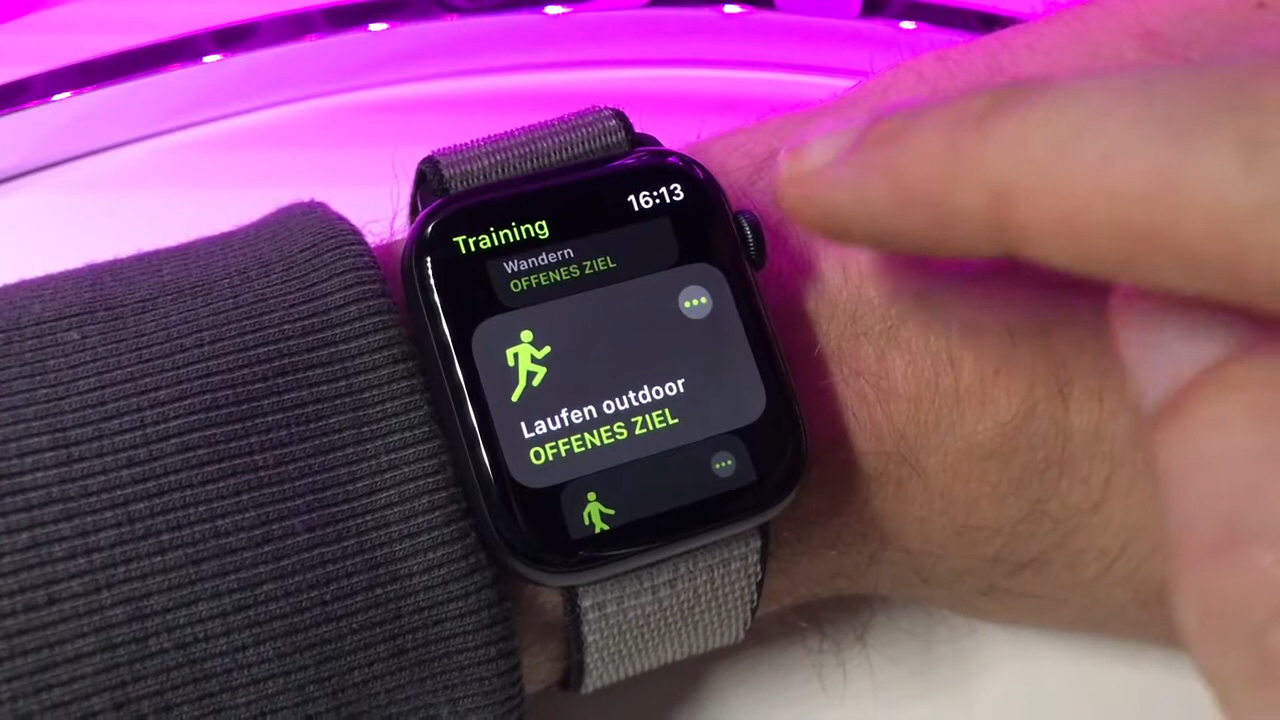 16:13
Training
Wandern
OFFENES ZIEL
Laufen outdoor
OFFENES ZIEL